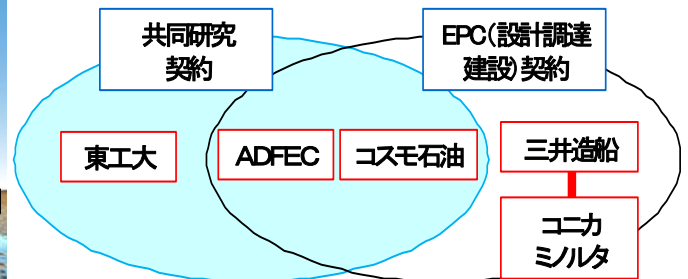 共同研究
契約
EPC(設計調達
建設)契約
東工大
ADFEC
コスモ石油
三井造船
コニカ
ミノルタ